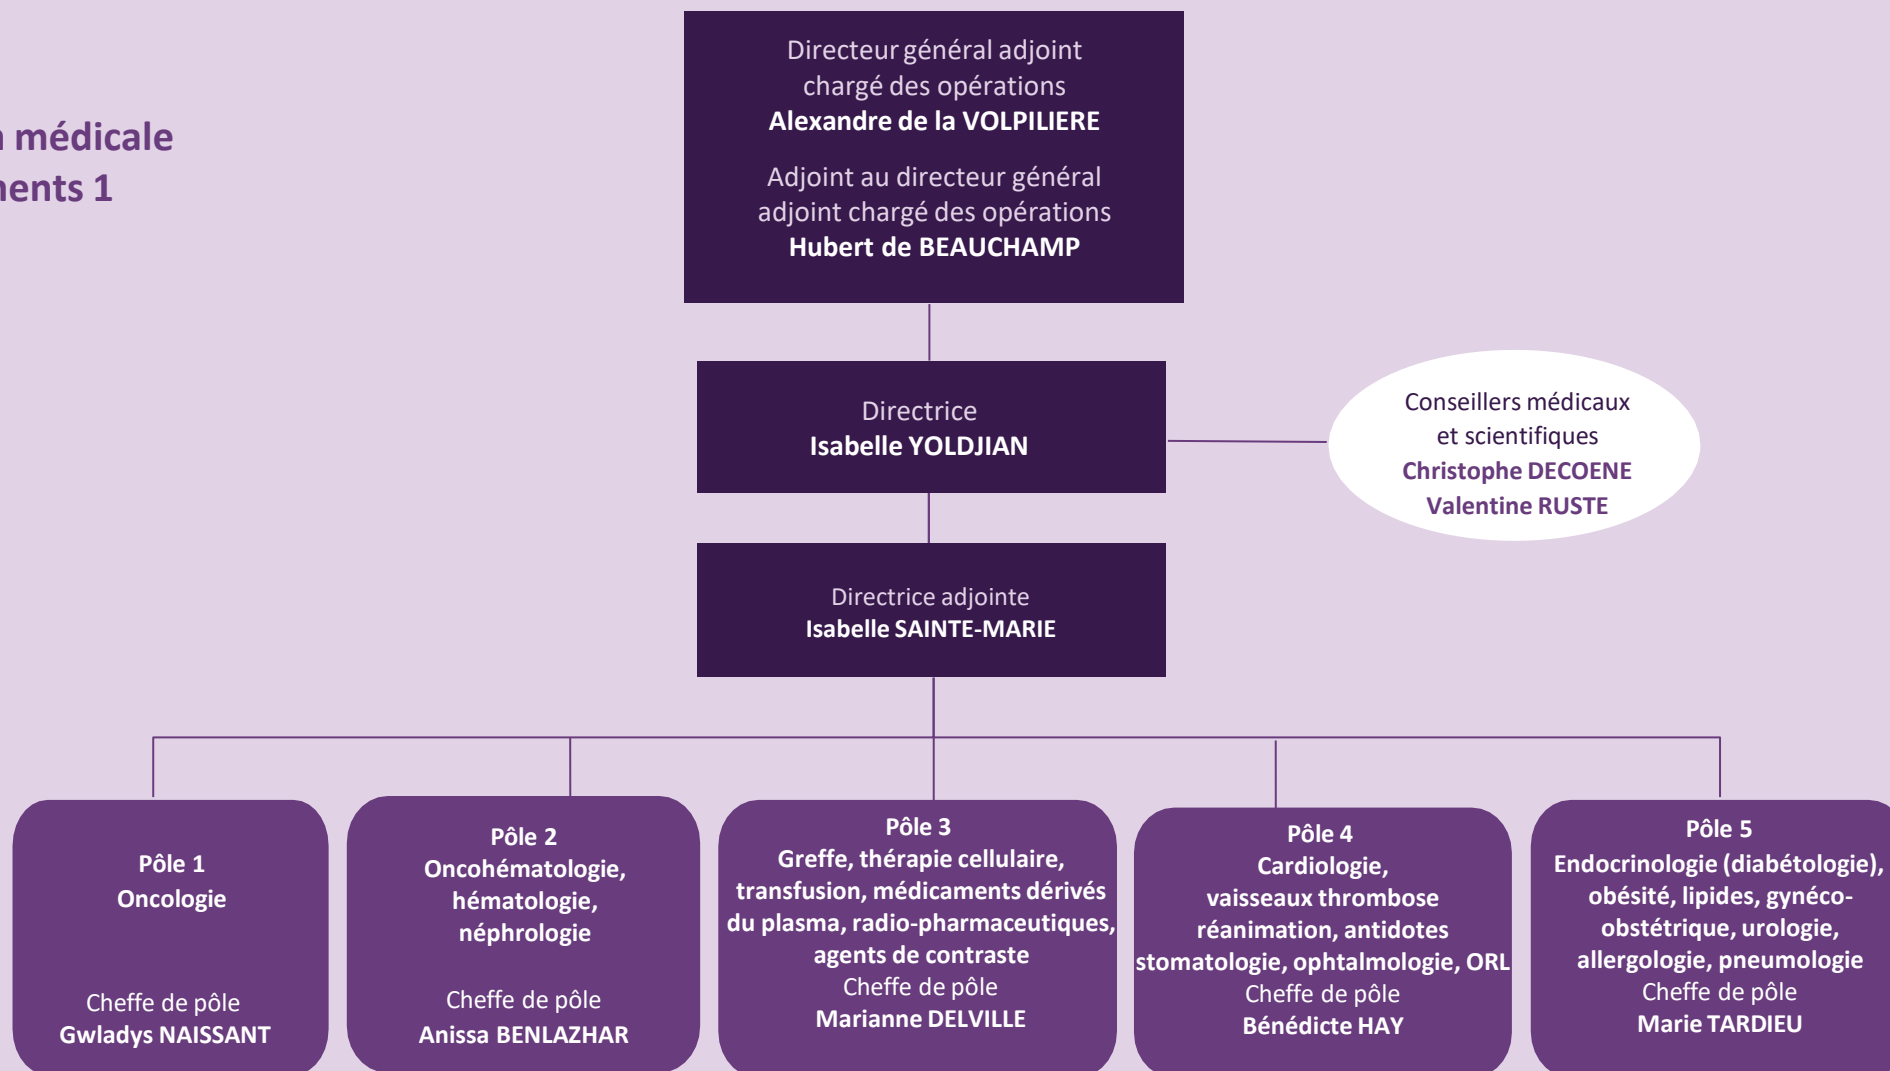 médicale
1
Directeur général adjoint
chargé des opérations
Alexandre de la VOLPILIERE
Adjoint au directeur général
adjoint chargé des opérations
Hubert de BEAUCHAMP
Directrice
Isabelle YOLDJIAN
Conseillers médicaux
et scientifiques
Christophe DECOENE
Valentine RUSTE
Directrice adjointe
Isabelle SAINTE-MARIE
Pôle 1
Oncologie
Cheffe de pôle
Gwladys NAISSANT
Pôle 2
Oncohématologie,
hématologie,
néphrologie
Cheffe de pôle
Anissa BENLAZHAR
Pôle 3
Greffe, thérapie cellulaire,
transfusion, médicaments dérivés
du plasma, radio-pharmaceutiques,
agents de contraste
Cheffe de pôle
Marianne DELVILLE
Pôle 4
Cardiologie,
vaisseaux thrombose
réanimation, antidotes
stomatologie, ophtalmologie, ORL
Cheffe de pôle
Bénédicte HAY
Pôle 5
Endocrinologie (diabétologie),
obésité, lipides, gynéco-
obstétrique, urologie,
allergologie, pneumologie
Cheffe de pôle
Marie TARDIEU